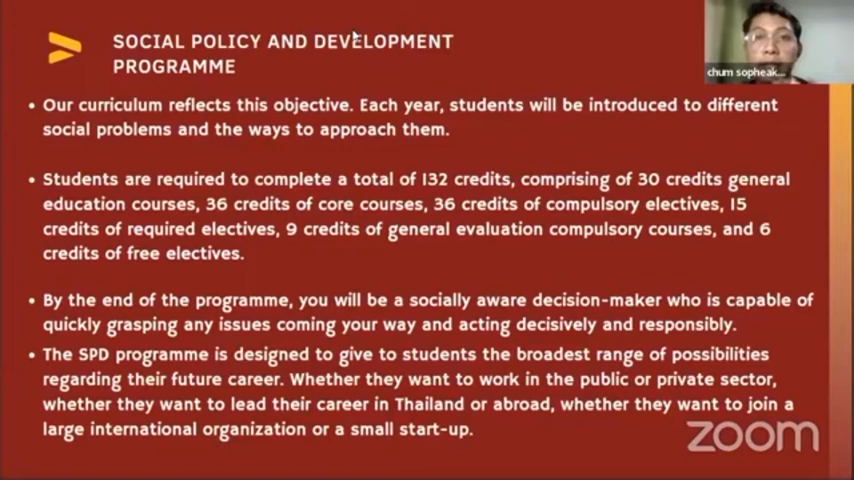 SOCIAL POLICY AND DEVELOPMENT
PROGRAMME
chum sopheak...
• Our curriculum reflects this objective. Each year, students will be introduced to different
social problems and the ways to approach them.
• Students are required to complete a total of 132 credits, comprising of 30 credits general
education courses, 36 credits of core courses, 36 credits of compulsory electives, 15
credits of required electives, 9 credits of general evaluation compulsory courses, and 6
credits of free electives.
• By the end of the programme, you will be a socially aware decision-maker who is capable of
quickly grasping any issues coming your way and acting decisively and responsibly.
• The SPD programme is designed to give to students the broadest range of possibilities
regarding their future career. Whether they want to work in the public or private sector,
whether they want to lead their career in Thailand or abroad, whether they want to join a
large international organization or a small start-up.
zoom